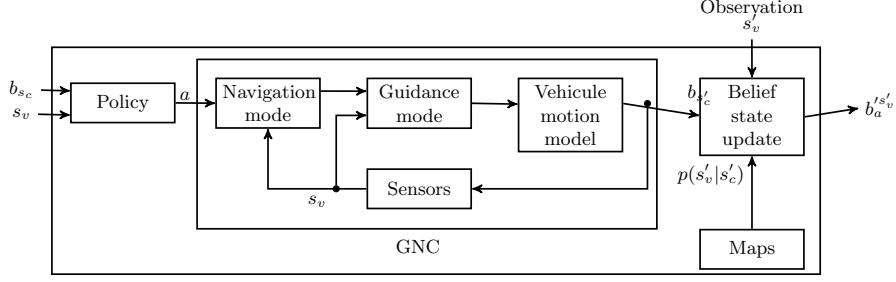 Observation
s'_v
b_{s_c}
s_v
Policy
a
Navigation
mode
Guidance
mode
Vehicule
motion
model
b_{s'_c}
Belief
state
update
b'^{s'_v}_a
s_v
Sensors
p(s'_v|s'_c)
GNC
Maps